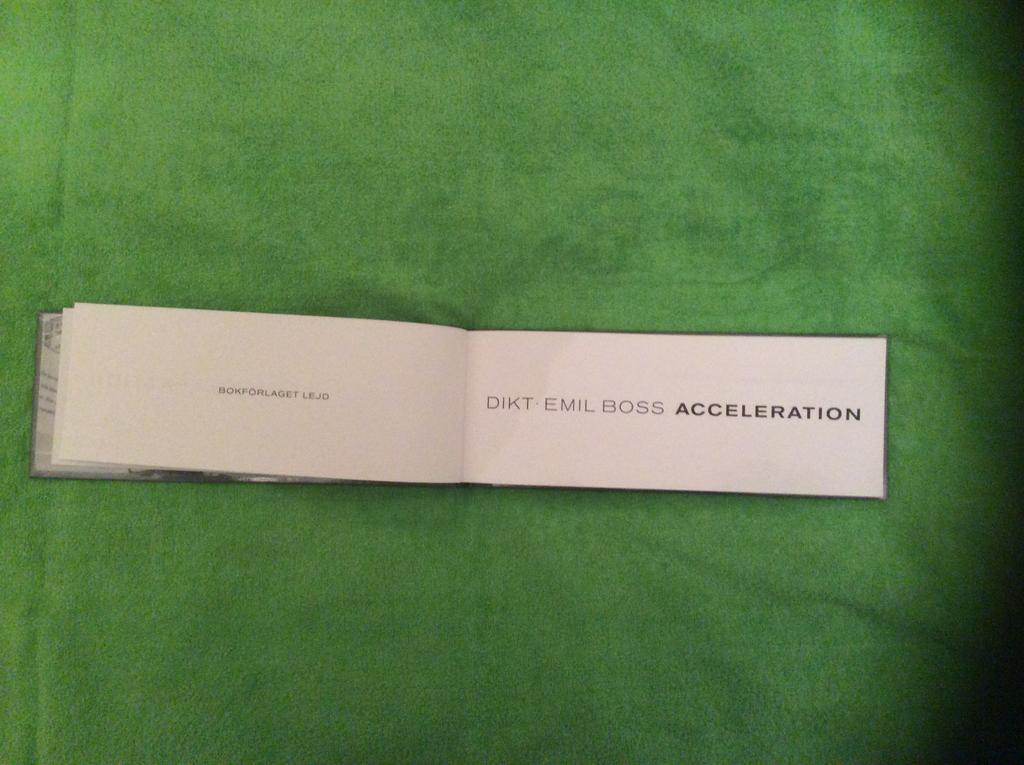 BOKFÖRLAGET LEJD
DIKT· EMIL BOSS ACCELERATION